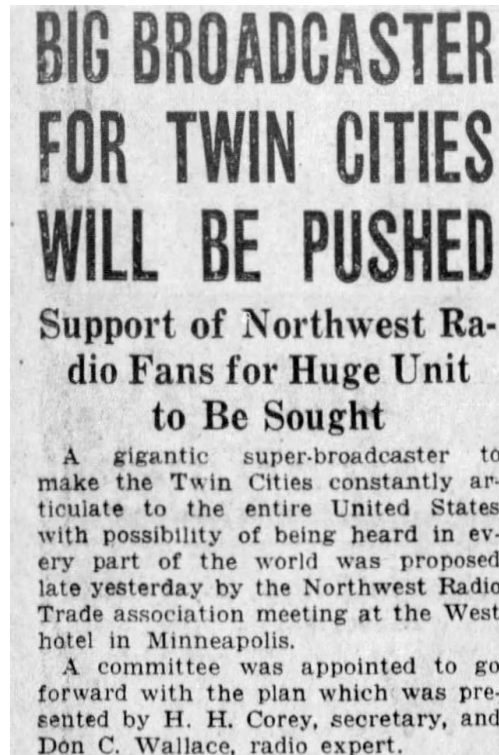 BIG BROADCASTER
FOR TWIN CITIES
WILL BE PUSHED
Support of Northwest Ra-
dio Fans for Huge Unit
to Be Sought
A gigantic super-broadcaster to
make the Twin Cities constantly ar-
ticulate to the entire United States
with possibility of being heard in ev-
ery part of the world was proposed
late yesterday by the Northwest Radio
Trade association meeting at the West
hotel in Minneapolis.
A committee was appointed to go
forward with the plan which was pre-
sented by H. H. Corey, secretary, and
Don C. Wallace, radio expert.